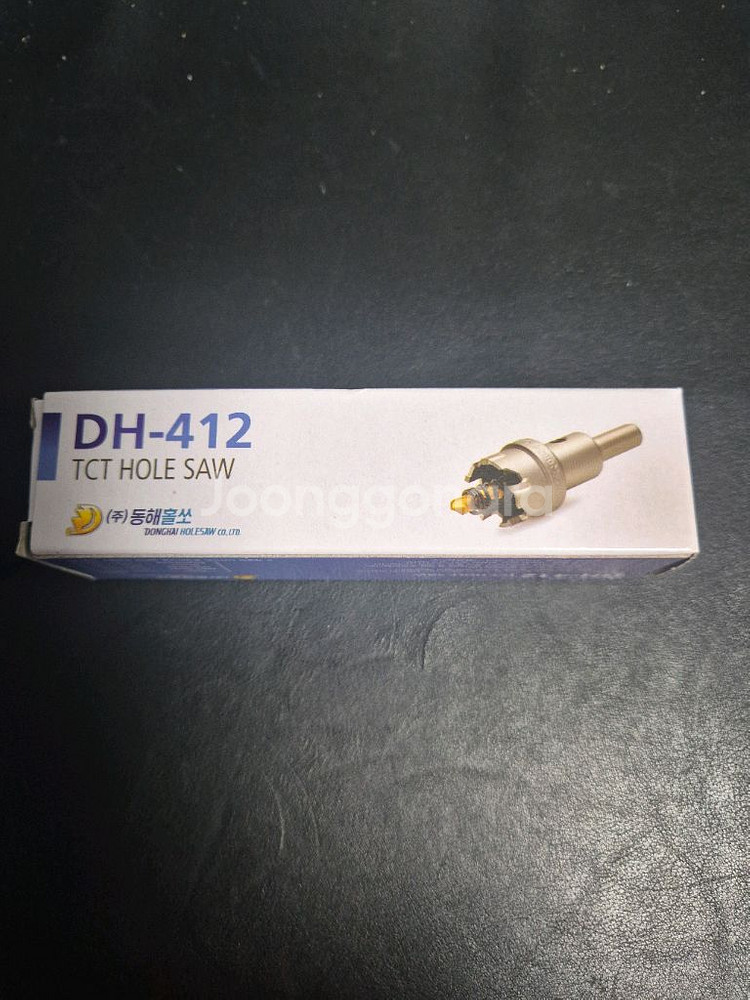 DH-412
TCT HOLE SAW
Joonggonara
(주)동해홀쏘
DONGHAI HOLESAW CO.,LTD.